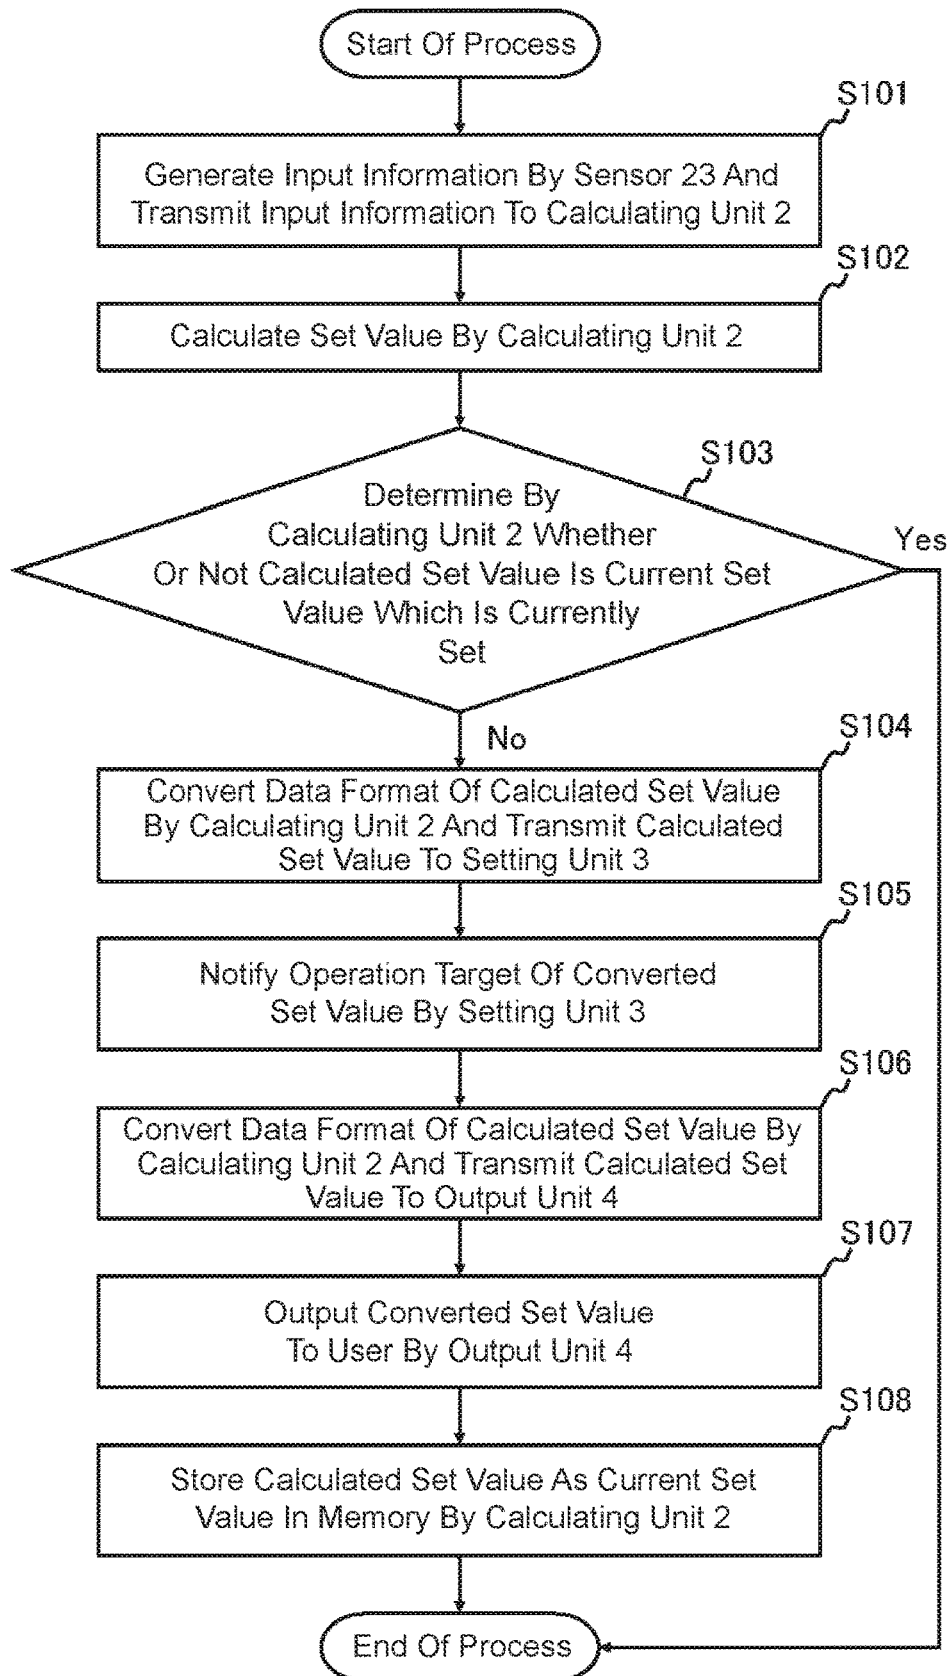 Start Of Process
S101
Generate Input Information By Sensor 23 And
Transmit Input Information To Calculating Unit 2
S102
Calculate Set Value By Calculating Unit 2
S103
Determine By
Calculating Unit 2 Whether
Or Not Calculated Set Value Is Current Set
Value Which Is Currently
Set
Yes
No
S104
Convert Data Format Of Calculated Set Value
By Calculating Unit 2 And Transmit Calculated
Set Value To Setting Unit 3
S105
Notify Operation Target Of Converted
Set Value By Setting Unit 3
S106
Convert Data Format Of Calculated Set Value By
Calculating Unit 2 And Transmit Calculated Set
Value To Output Unit 4
S107
Output Converted Set Value
To User By Output Unit 4
S108
Store Calculated Set Value As Current Set
Value In Memory By Calculating Unit 2
End Of Process